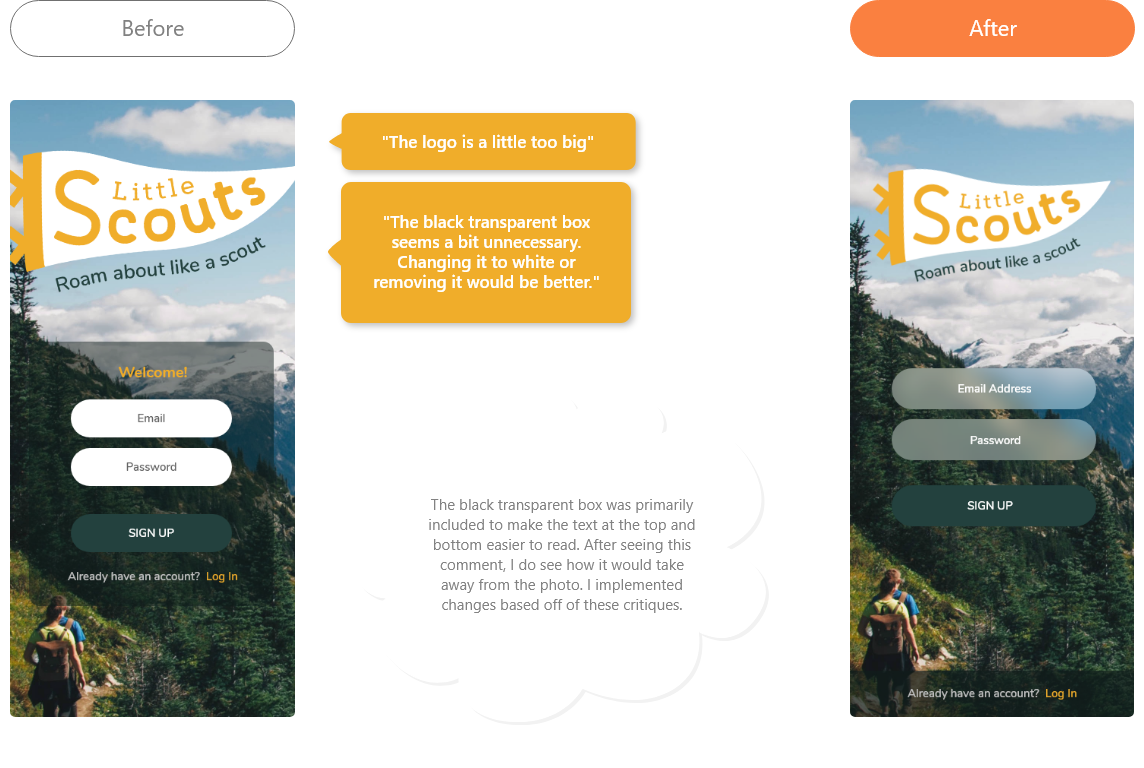 Before
After
Little
Scouts
Roam about like a scout
Welcome!
Email
Password
SIGN UP
Already have an account? Log In
"The logo is a little too big"
"The black transparent box
seems a bit unnecessary.
Changing it to white or
removing it would be better."
The black transparent box was primarily
included to make the text at the top and
bottom easier to read. After seeing this
comment, I do see how it would take
away from the photo. I implemented
changes based off of these critiques.
Little
Scouts
Roam about like a scout
Email Address
Password
SIGN UP
Already have an account? Log In